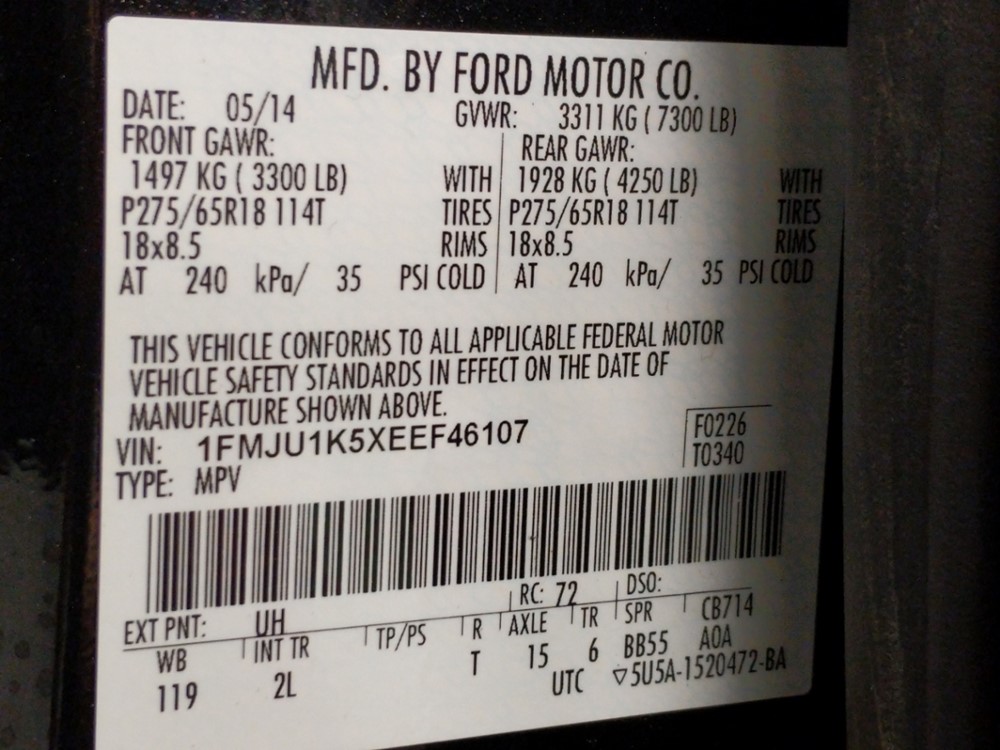 MFD. BY FORD MOTOR CO.
DATE: 05/14 GVWR: 3311 KG ( 7300 LB)
FRONT GAWR: REAR GAWR:
1497 KG ( 3300 LB) WITH 1928 KG ( 4250 LB) WITH
P275/65R18 114T TIRES P275/65R18 114T TIRES
18x8.5 RIMS 18x8.5 RIMS
AT 240 kPa/ 35 PSI COLD AT 240 kPa/ 35 PSI COLD
THIS VEHICLE CONFORMS TO ALL APPLICABLE FEDERAL MOTOR
VEHICLE SAFETY STANDARDS IN EFFECT ON THE DATE OF
MANUFACTURE SHOWN ABOVE.
VIN: 1FMJU1K5XEEF46107 F0226
TYPE: MPV T0340
EXT PNT: UH RC: 72 DSO:
WB INT TR TP/PS R AXLE TR SPR CB714
119 2L T 15 6 BB55 A0A
UTC ▽5U5A-1520472-BA